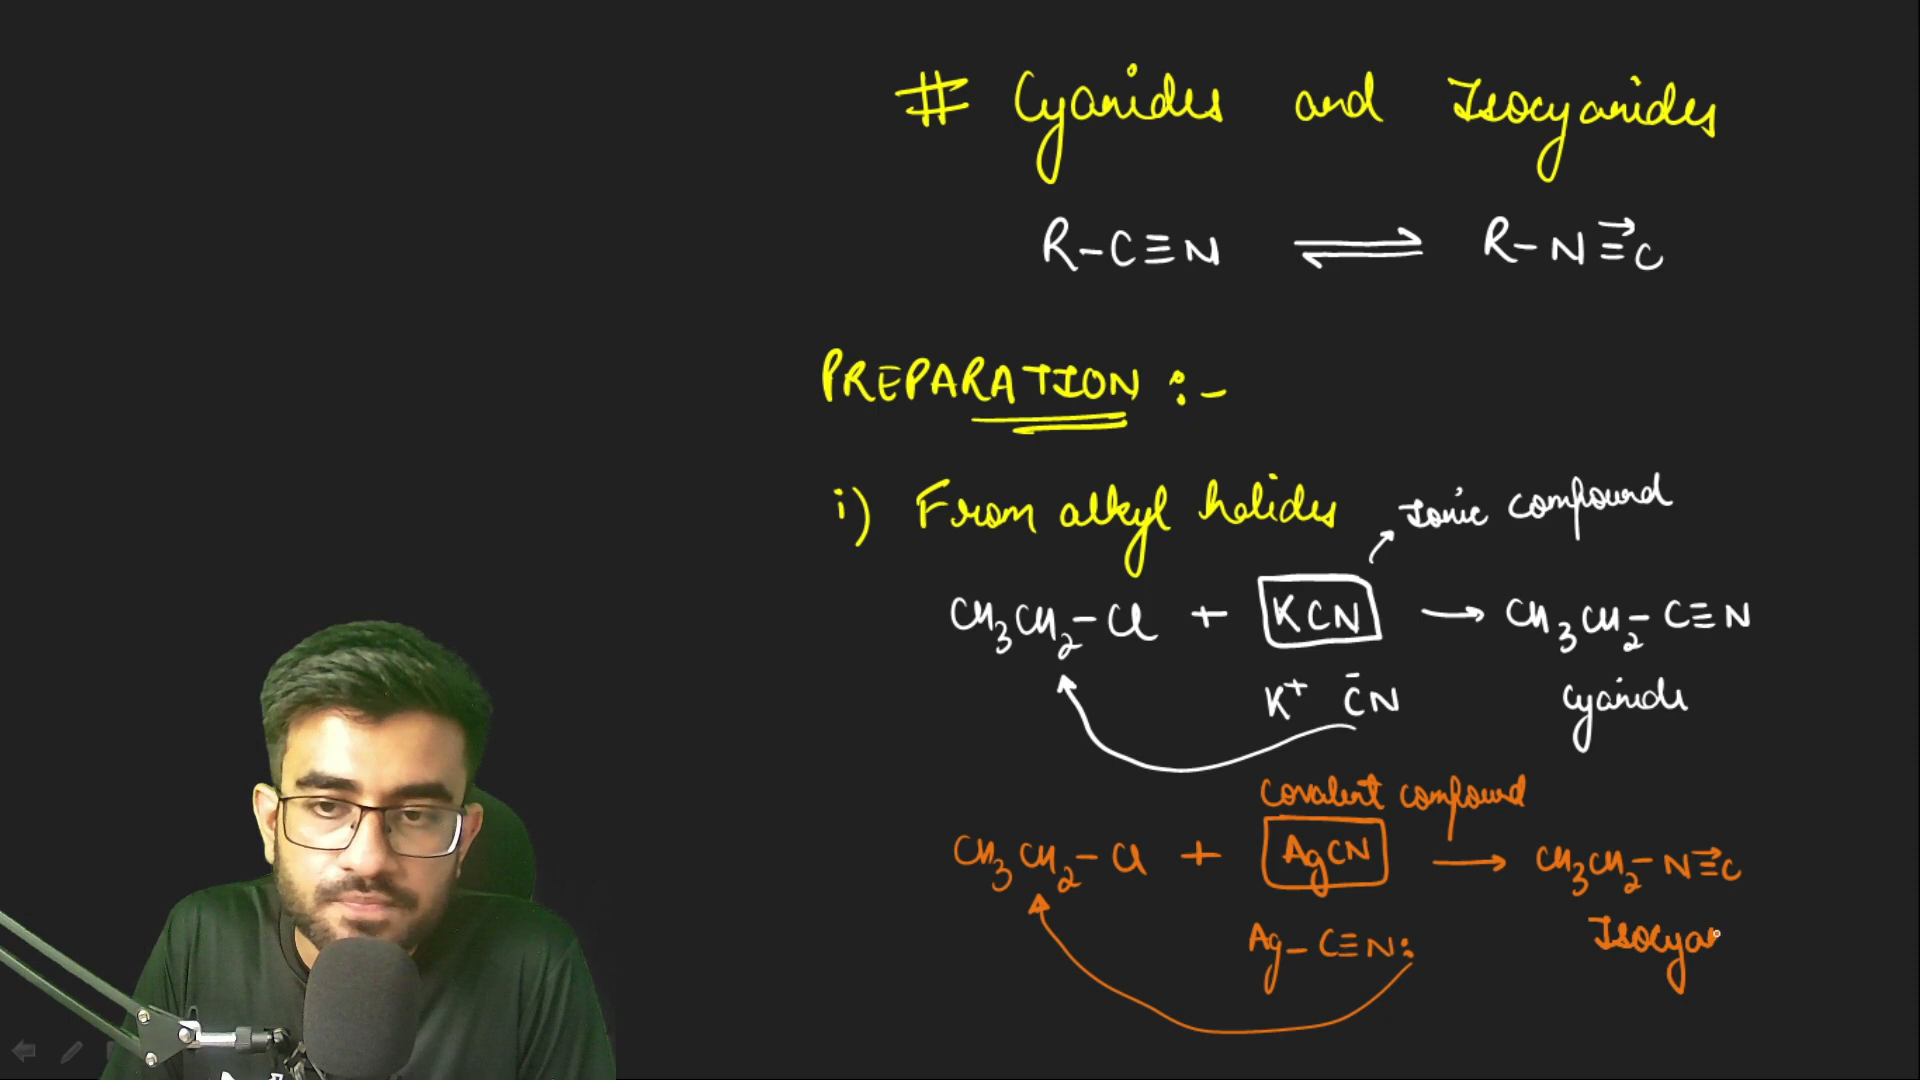 # Cyanides and Isocyanides
R-C≡N ⇌ R-N≡C
PREPARATION :-
i) From alkyl halides
Ionic compound
CH3CH2-Cl + KCN → CH3CH2-C≡N
K+ C̄N
Cyanide
Covalent compound
CH3CH2-Cl + AgCN → CH3CH2-N≡C
Ag-C≡N:
Isocyan